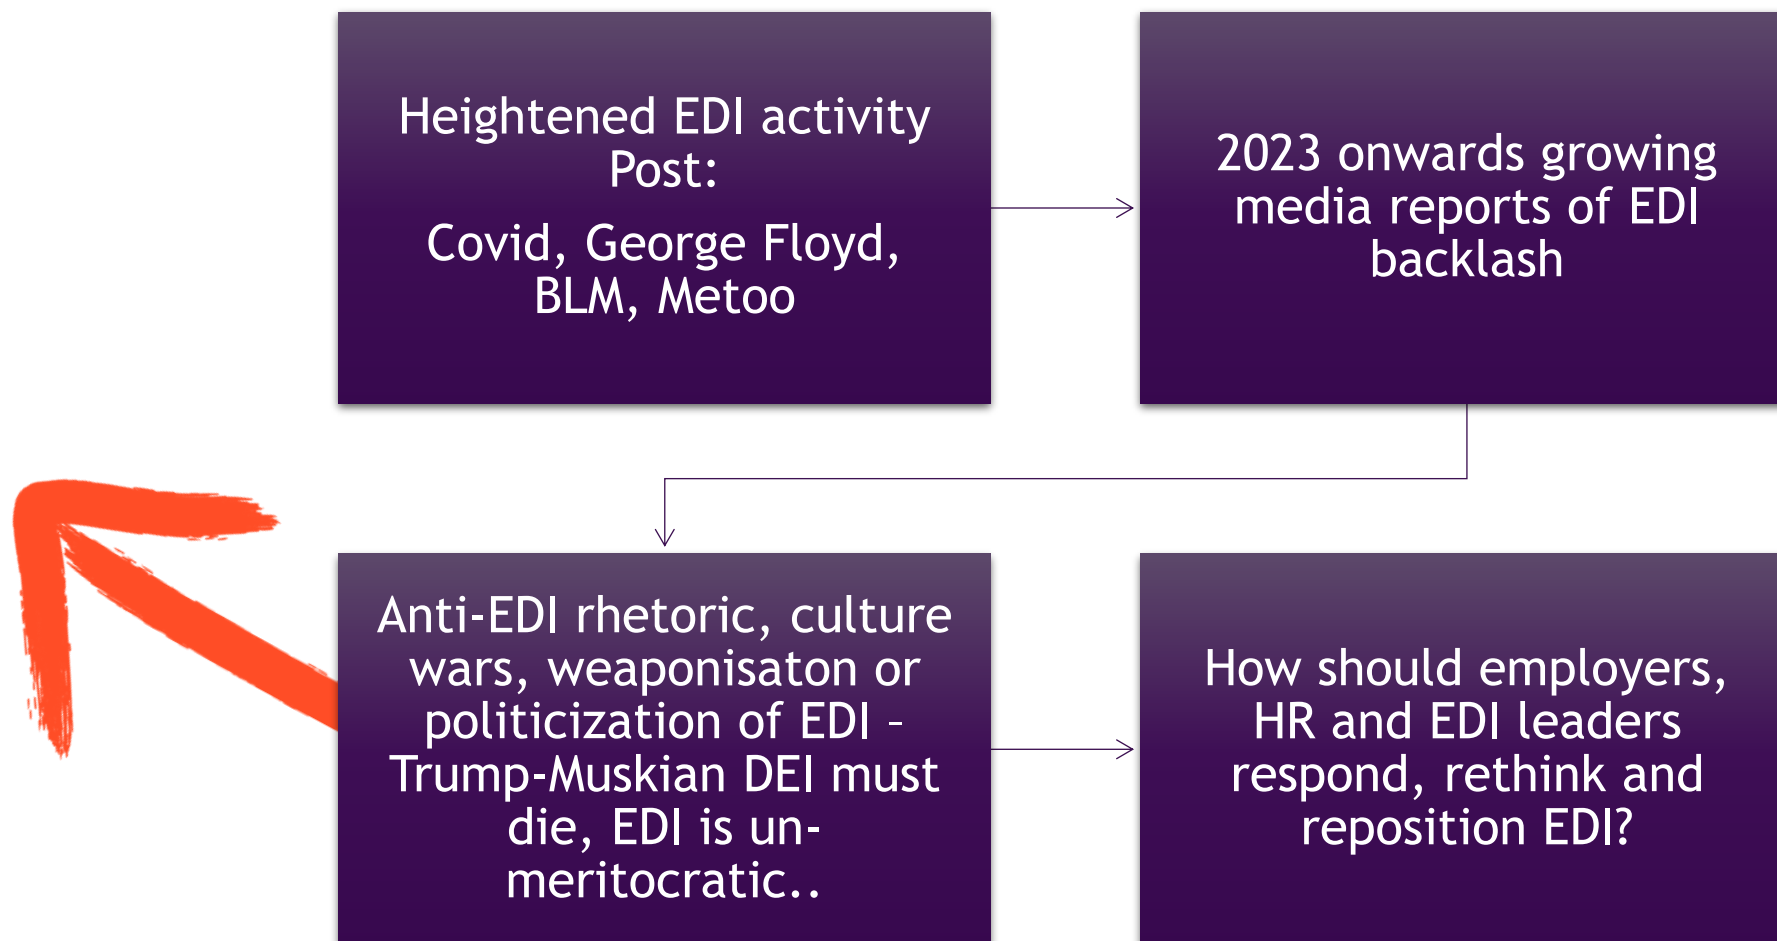 Heightened EDI activity
Post:
Covid, George Floyd,
BLM, Metoo
2023 onwards growing
media reports of EDI
backlash
Anti-EDI rhetoric, culture
wars, weaponisaton or
politicization of EDI –
Trump-Muskian DEI must
die, EDI is un-
meritocratic..
How should employers,
HR and EDI leaders
respond, rethink and
reposition EDI?